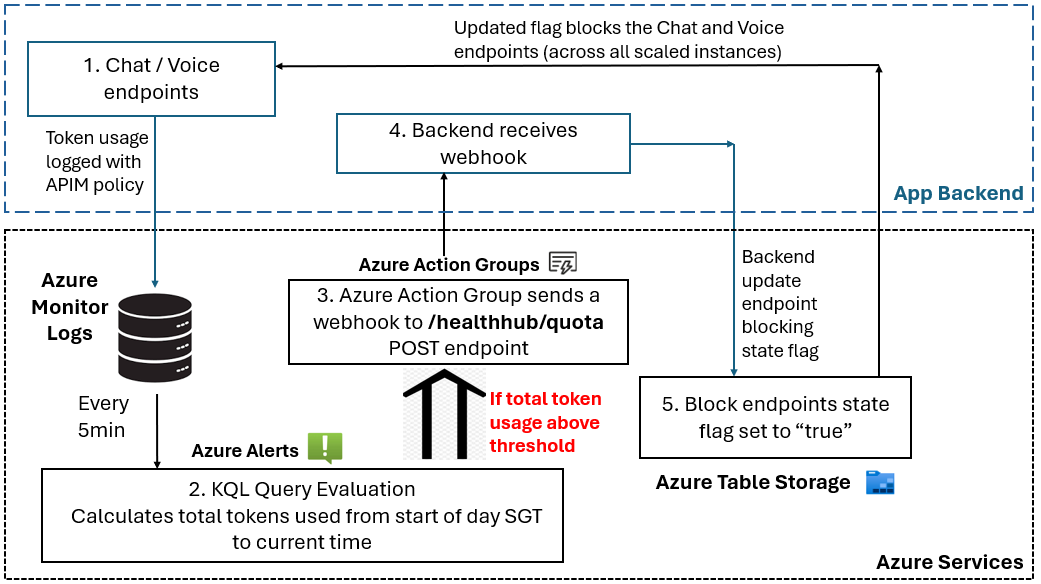 Updated flag blocks the Chat and Voice
endpoints (across all scaled instances)
1. Chat / Voice
endpoints
4. Backend receives
webhook
Token usage
logged with
APIM policy
App Backend
Azure
Monitor
Logs
Azure Action Groups
3. Azure Action Group sends a
webhook to /healthhub/quota
POST endpoint
Backend
update
endpoint
blocking
state flag
Every
5min
If total token
usage above
threshold
5. Block endpoints state
flag set to “true”
Azure Alerts
Azure Table Storage
2. KQL Query Evaluation
Calculates total tokens used from start of day SGT
to current time
Azure Services